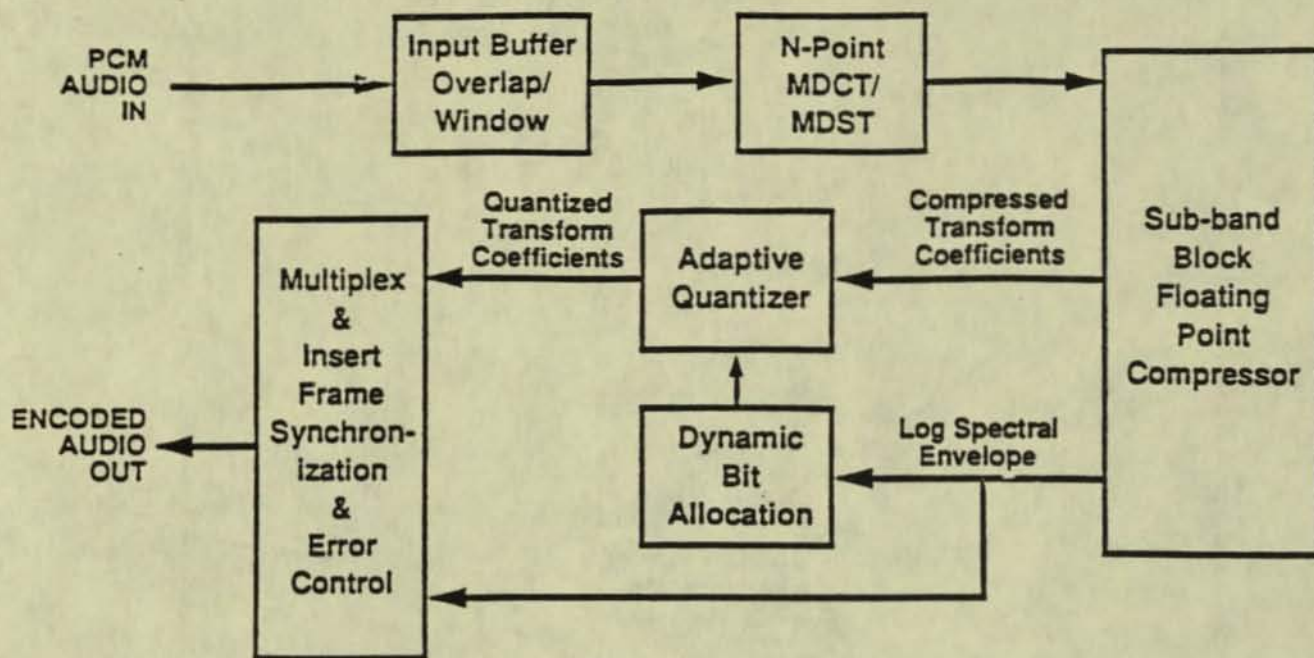 PCM
AUDIO
IN
Input Buffer
Overlap/
Window
N-Point
MDCT/
MDST
Sub-band
Block
Floating
Point
Compressor
Compressed
Transform
Coefficients
Adaptive
Quantizer
Quantized
Transform
Coefficients
Log Spectral
Envelope
Dynamic
Bit
Allocation
Multiplex
&
Insert
Frame
Synchron-
ization
&
Error
Control
ENCODED
AUDIO
OUT